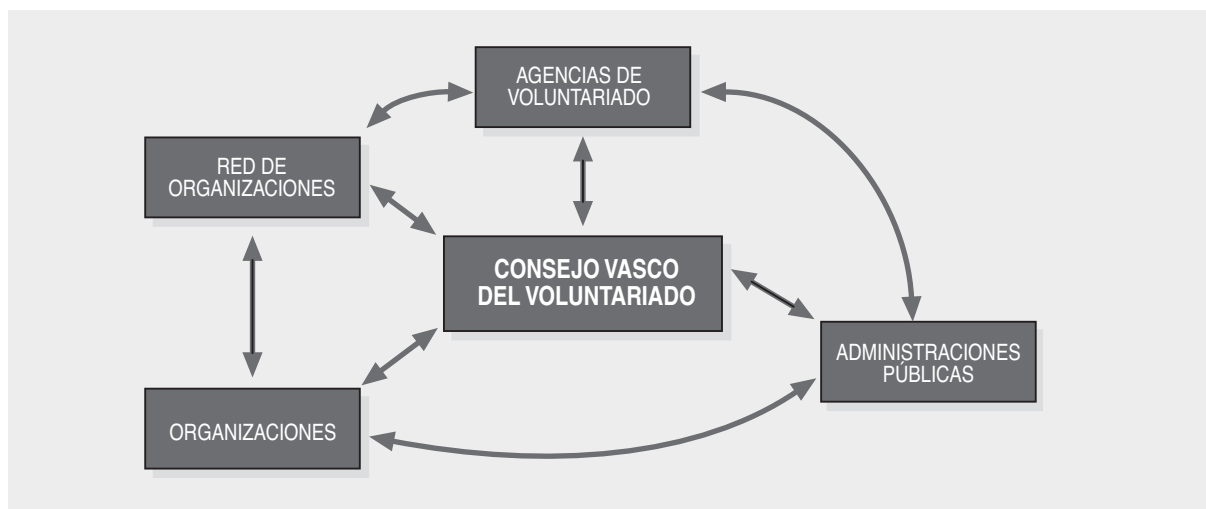 AGENCIAS DE
VOLUNTARIADO
RED DE
ORGANIZACIONES
CONSEJO VASCO
DEL VOLUNTARIADO
ADMINISTRACIONES
PÚBLICAS
ORGANIZACIONES